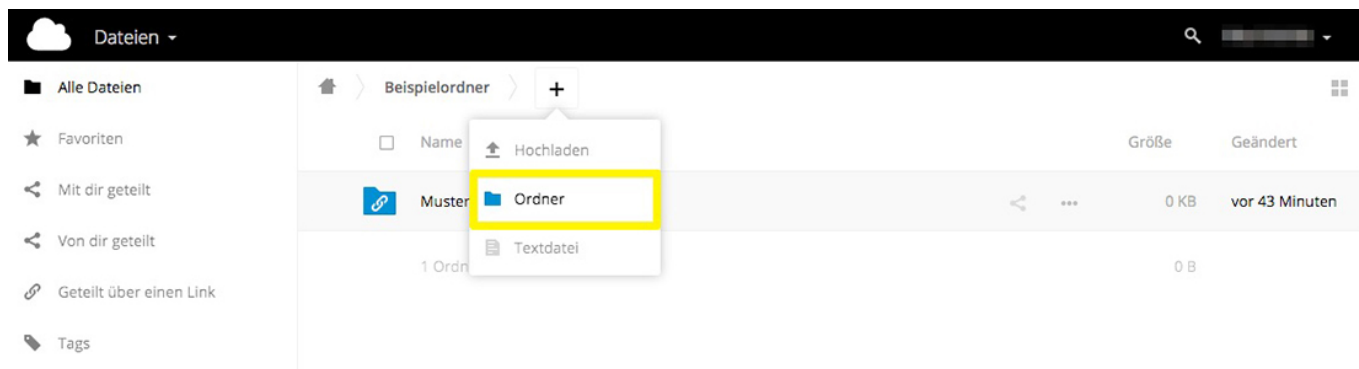 Dateien
Alle Dateien
Favoriten
Mit dir geteilt
Von dir geteilt
Geteilt über einen Link
Tags
Beispielordner +
Name Größe Geändert
Hochladen
Ordner
Textdatei
Muster 0 KB vor 43 Minuten
1 0 B